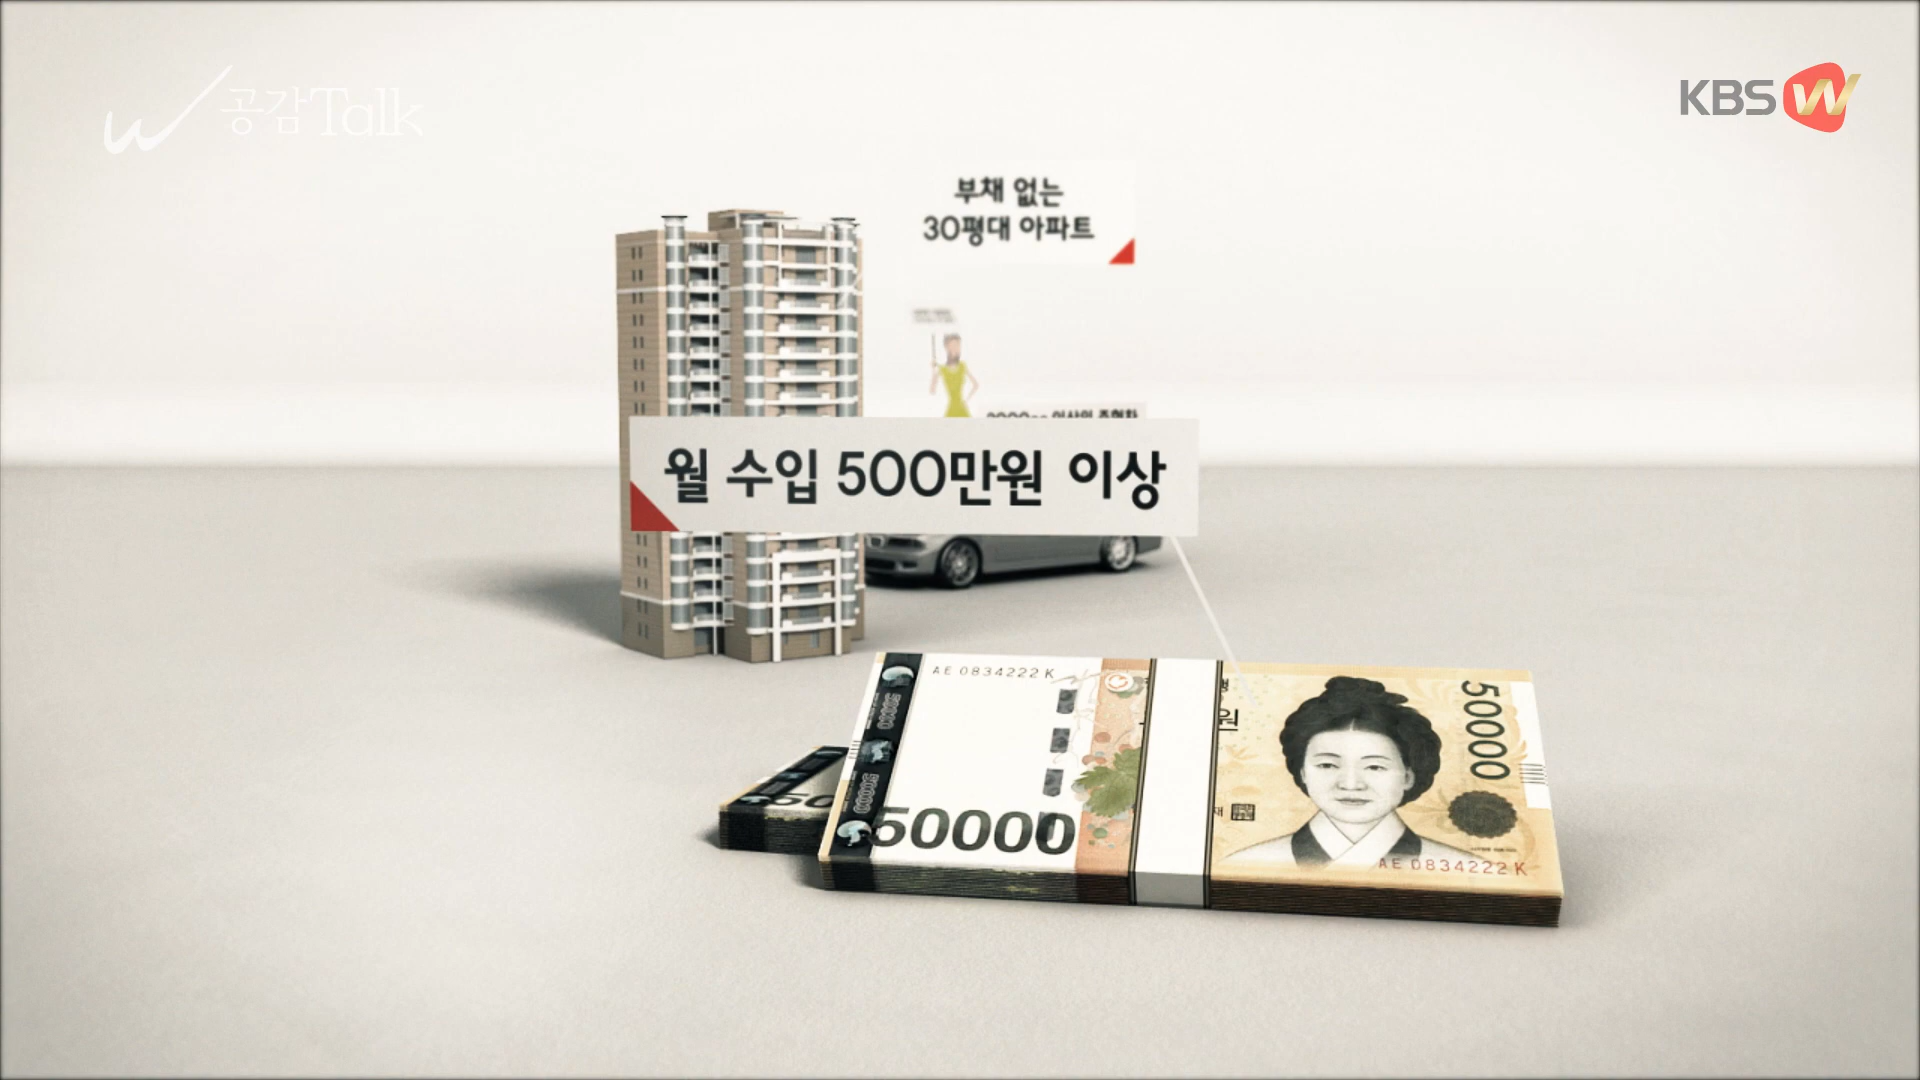 공감Talk
KBS W
부채 없는
30평대 아파트
월 수입 500만원 이상
AE 0834222 K
50000
50000
AE 0834222 K